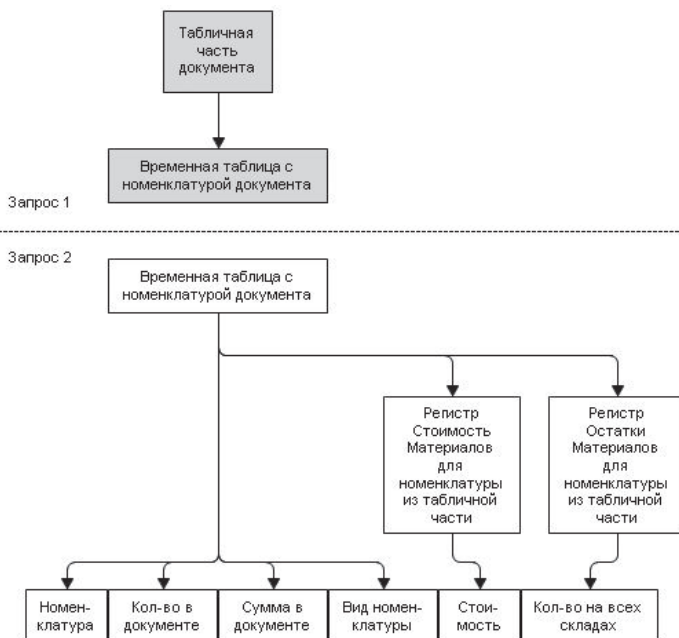 Табличная
часть
документа
Временная таблица с
номенклатурой документа
Запрос 1
Запрос 2
Временная таблица с
номенклатурой документа
Регистр
Стоимость
Материалов
для
номенклатуры
из табличной
части
Регистр
Остатки
Материалов
для
номенклатуры
из табличной
части
Номен-
клатура
Кол-во в
документе
Сумма в
документе
Вид номен-
клатуры
Стои-
мость
Кол-во на всех
складах